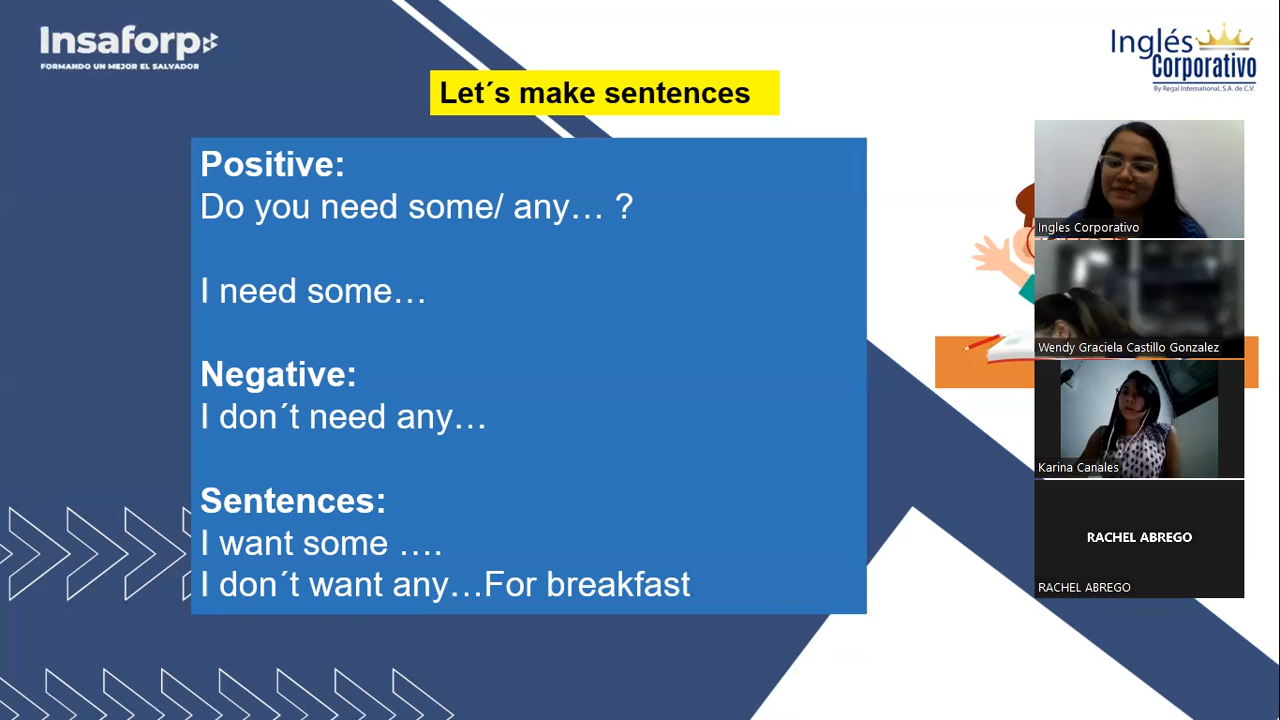 Insaforp
FORMANDO UN MEJOR EL SALVADOR
Inglés
Corporativo
By Regal International, S.A. de C.V.
Let´s make sentences
Positive:
Do you need some/ any… ?
I need some…
Negative:
I don´t need any…
Sentences:
I want some ….
I don´t want any…For breakfast
Ingles Corporativo
Wendy Graciela Castillo Gonzalez
Karina Canales
RACHEL ABREGO
RACHEL ABREGO